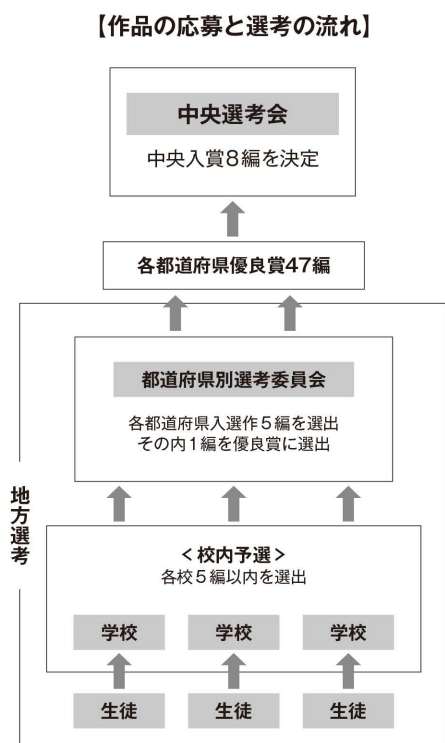 【作品の応募と選考の流れ】
中央選考会
中央入賞8編を決定
各都道府県優良賞47編
都道府県別選考委員会
各都道府県入選作5編を選出
その内1編を優良賞に選出
地方選考
<校内予選>
各校5編以内を選出
学校 学校 学校
生徒 生徒 生徒